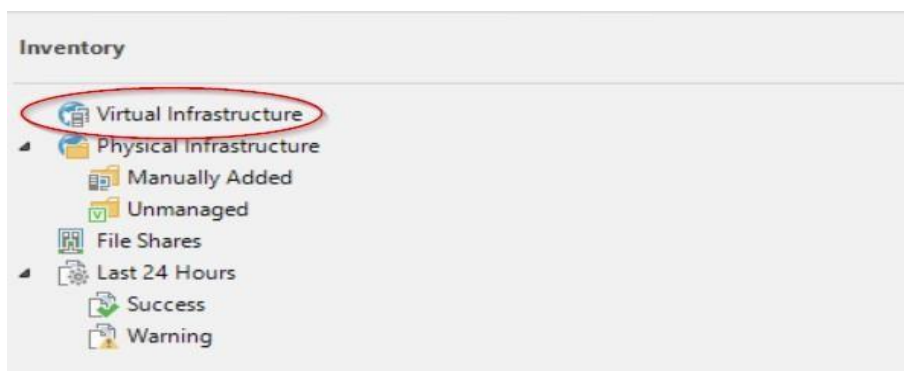 Inventory
Virtual Infrastructure
Physical Infrastructure
Manually Added
Unmanaged
File Shares
Last 24 Hours
Success
Warning